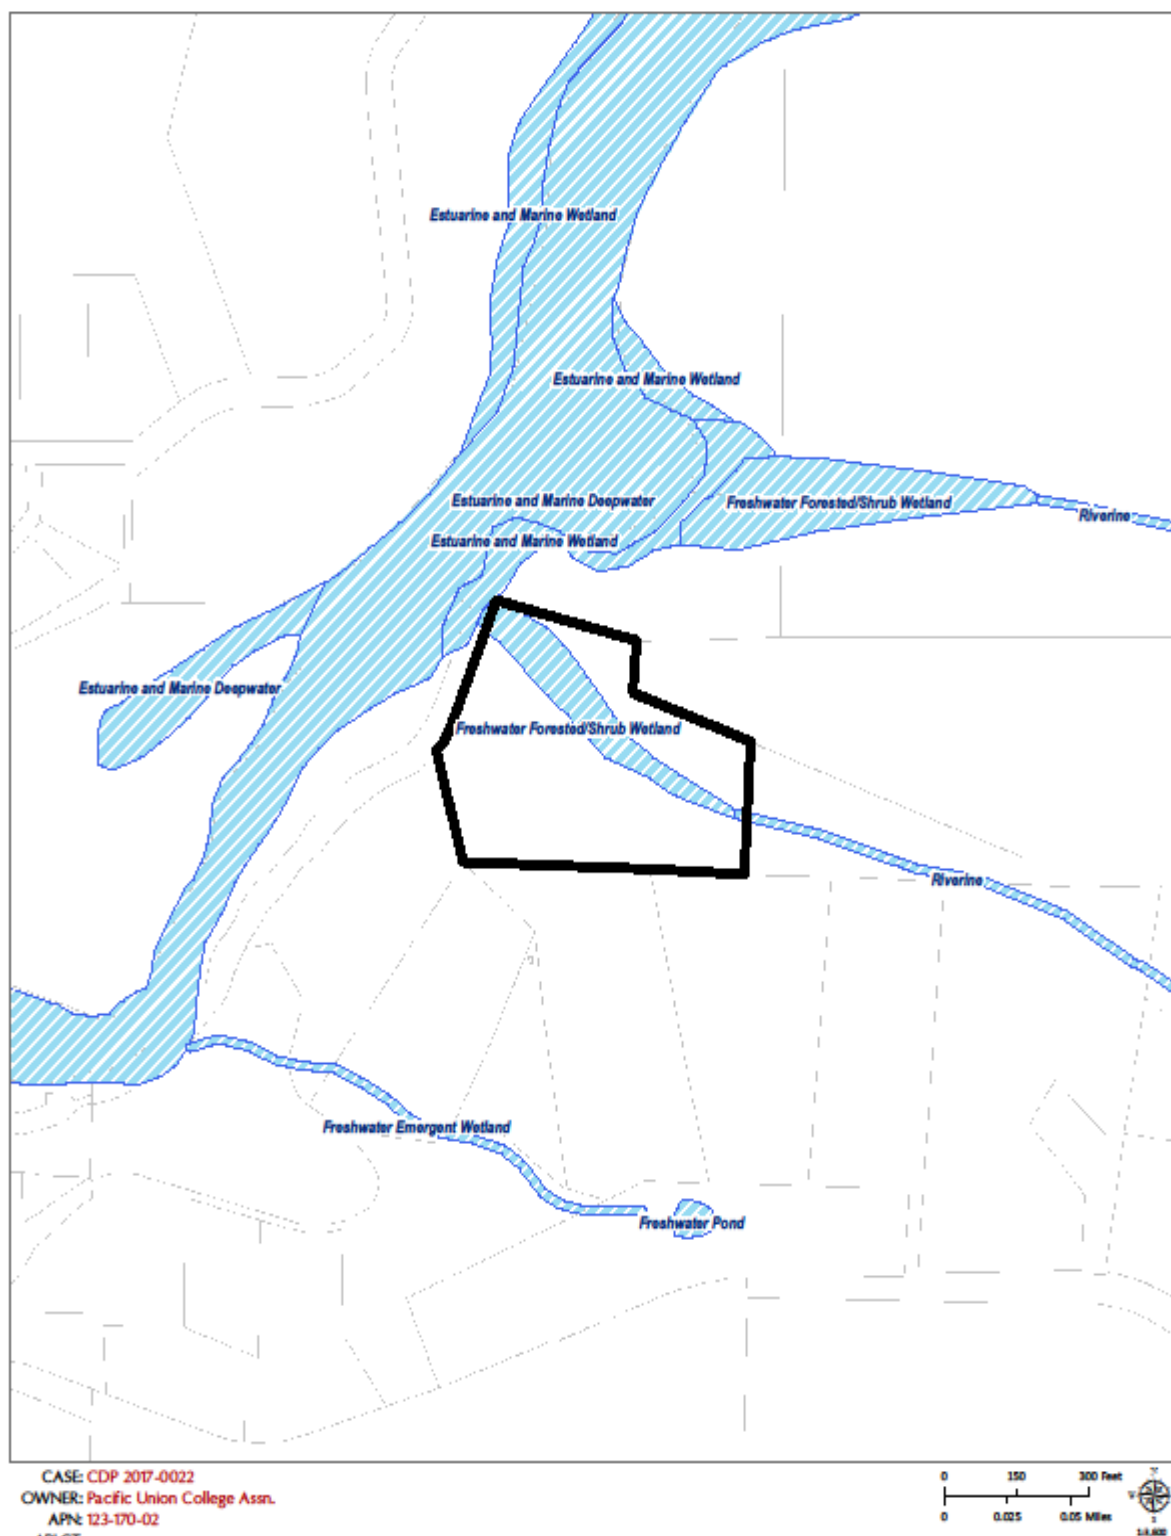 Estuarine and Marine Wetland
Estuarine and Marine Wetland
Estuarine and Marine Deepwater
Freshwater Forested/Shrub Wetland
Riverine
Estuarine and Marine Wetland
Estuarine and Marine Deepwater
Freshwater Forested/Shrub Wetland
Riverine
Freshwater Emergent Wetland
Freshwater Pond
CASE: CDP 2017-0022
OWNER: Pacific Union College Assn.
APN: 123-170-02
0 150 300 Feet
0 0.025 0.05 Miles